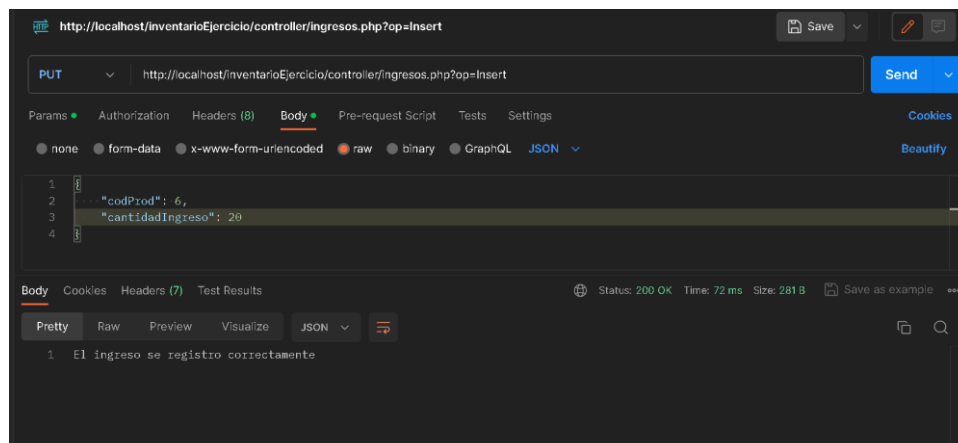 HTTP http://localhost/inventarioEjercicio/controller/ingresos.php?op=Insert Save
PUT http://localhost/inventarioEjercicio/controller/ingresos.php?op=Insert Send
Params Authorization Headers (8) Body Pre-request Script Tests Settings Cookies
none form-data x-www-form-urlencoded raw binary GraphQL JSON Beautify
1 {
2 "codProd": 6,
3 "cantidadIngreso": 20
4 }
Body Cookies Headers (7) Test Results Status: 200 OK Time: 72 ms Size: 281 B Save as example
Pretty Raw Preview Visualize JSON
1 El ingreso se registro correctamente